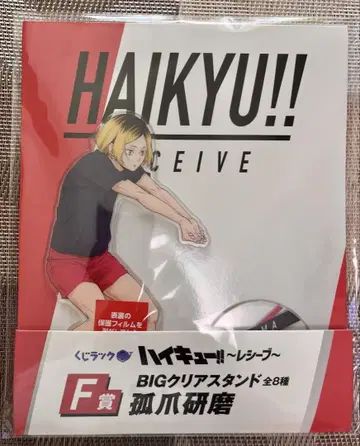 HAIKYU!!
CEIVE
表裏の
保護フィルムを
くじラック
ハイキュー!!~レシーブ~
F賞
BIGクリアスタンド 全8種
孤爪研磨